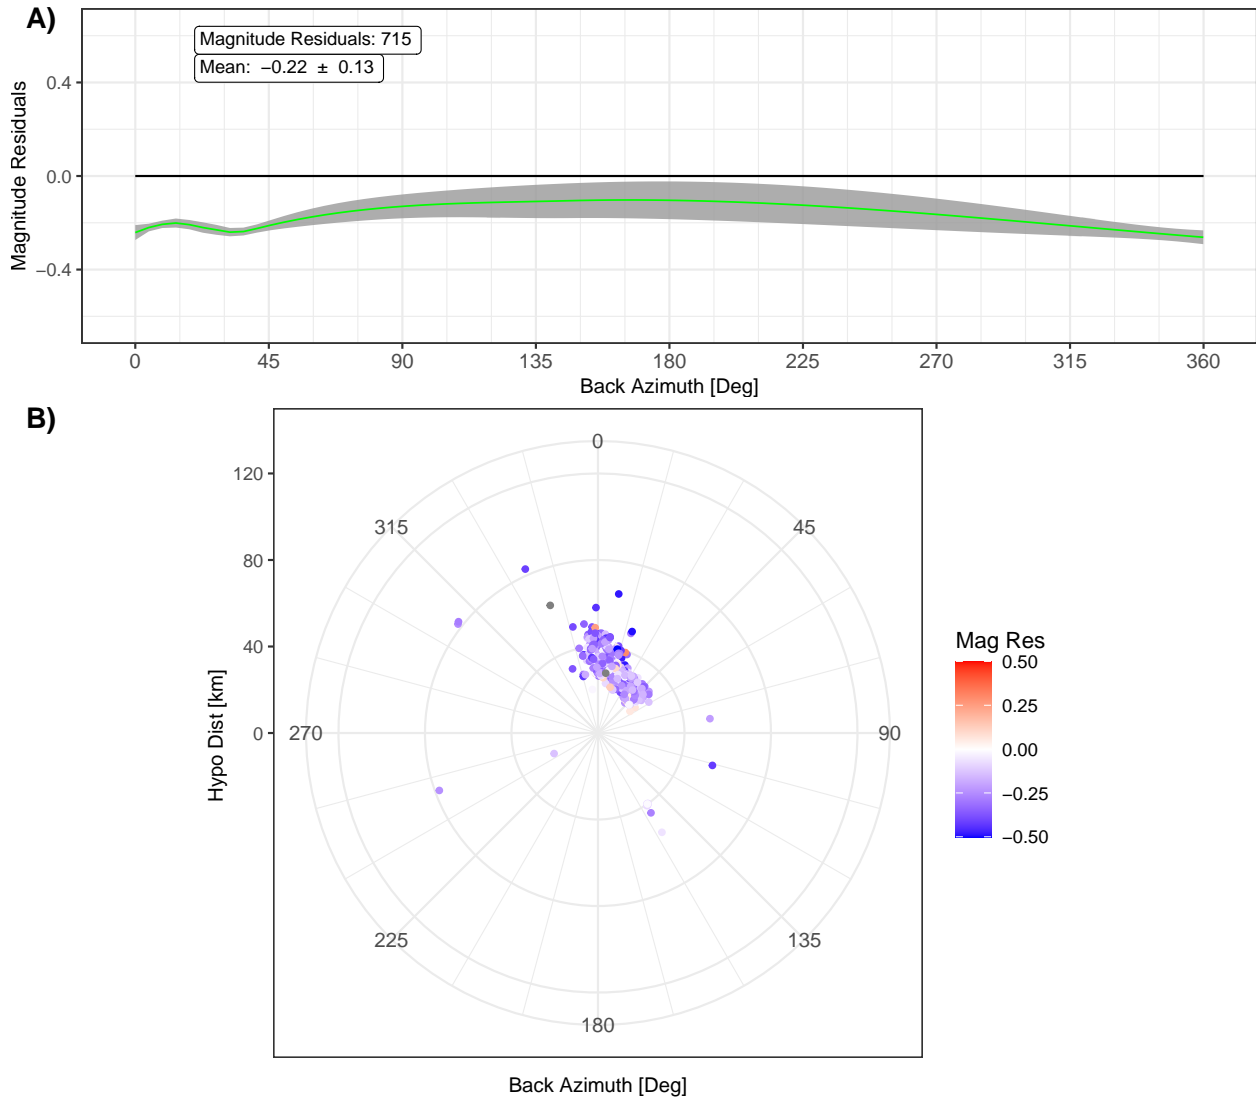 A)
Magnitude Residuals: 715
Mean: −0.22 ± 0.13
Magnitude Residuals
0.4
0.0
−0.4
0 45 90 135 180 225 270 315 360
Back Azimuth [Deg]
B)
Hypo Dist [km]
120
80
40
0
0
45
90
135
180
225
270
315
Back Azimuth [Deg]
Mag Res
0.50
0.25
0.00
−0.25
−0.50